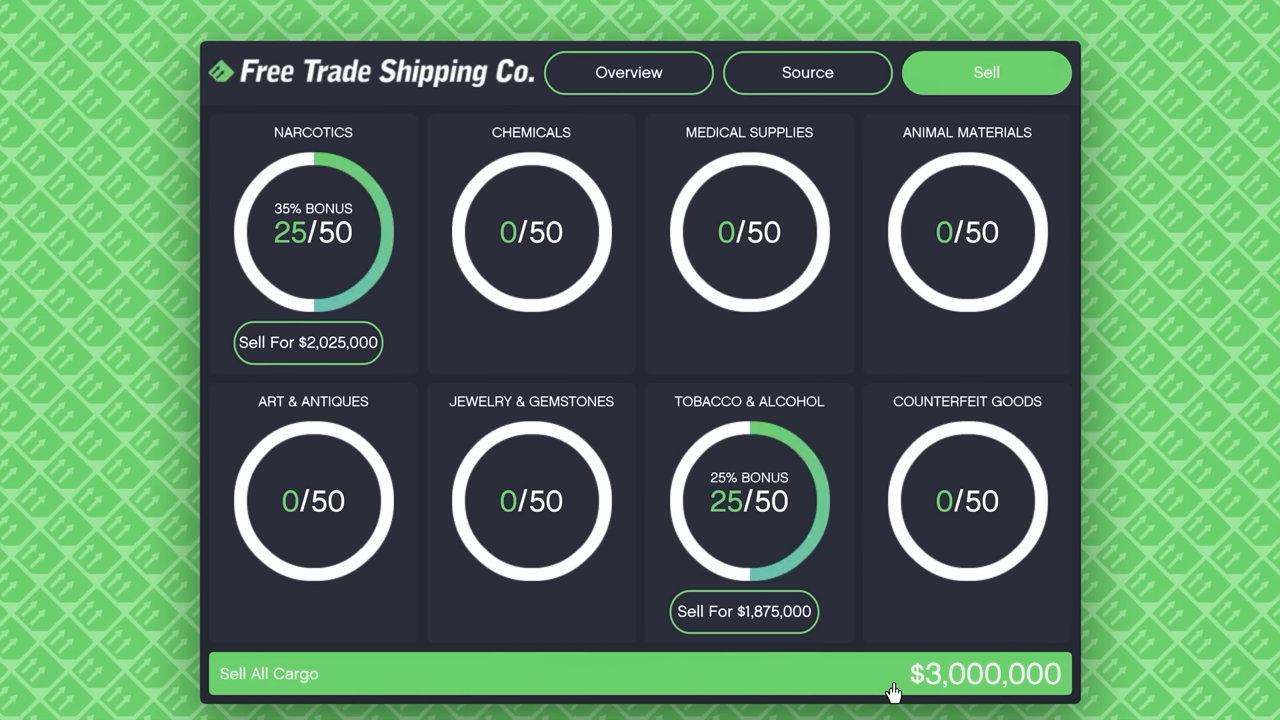 Free Trade Shipping Co.
Overview
Source
Sell
NARCOTICS
CHEMICALS
MEDICAL SUPPLIES
ANIMAL MATERIALS
35% BONUS
25/50
0/50
0/50
0/50
Sell For $2,025,000
ART & ANTIQUES
JEWELRY & GEMSTONES
TOBACCO & ALCOHOL
COUNTERFEIT GOODS
0/50
0/50
25% BONUS
25/50
0/50
Sell For $1,875,000
Sell All Cargo
$3,000,000